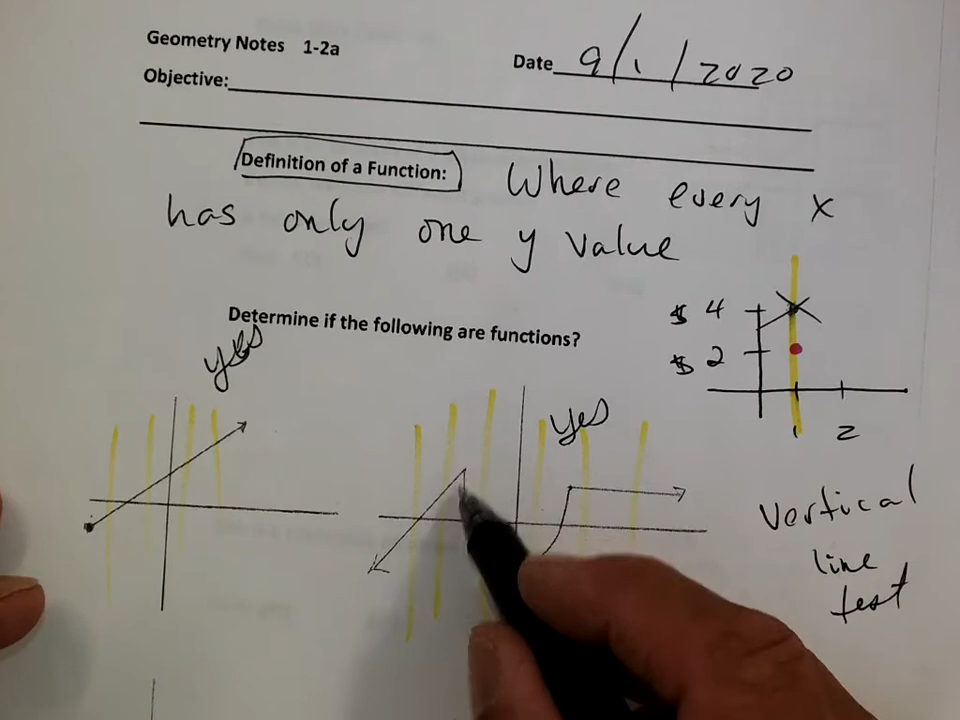 Geometry Notes 1-2a
Date 9/1/2020
Objective:
Definition of a Function: Where every x
has only one y value
Determine if the following are functions?
yes
yes
$ 4
$ 2
1 2
vertical
line
test